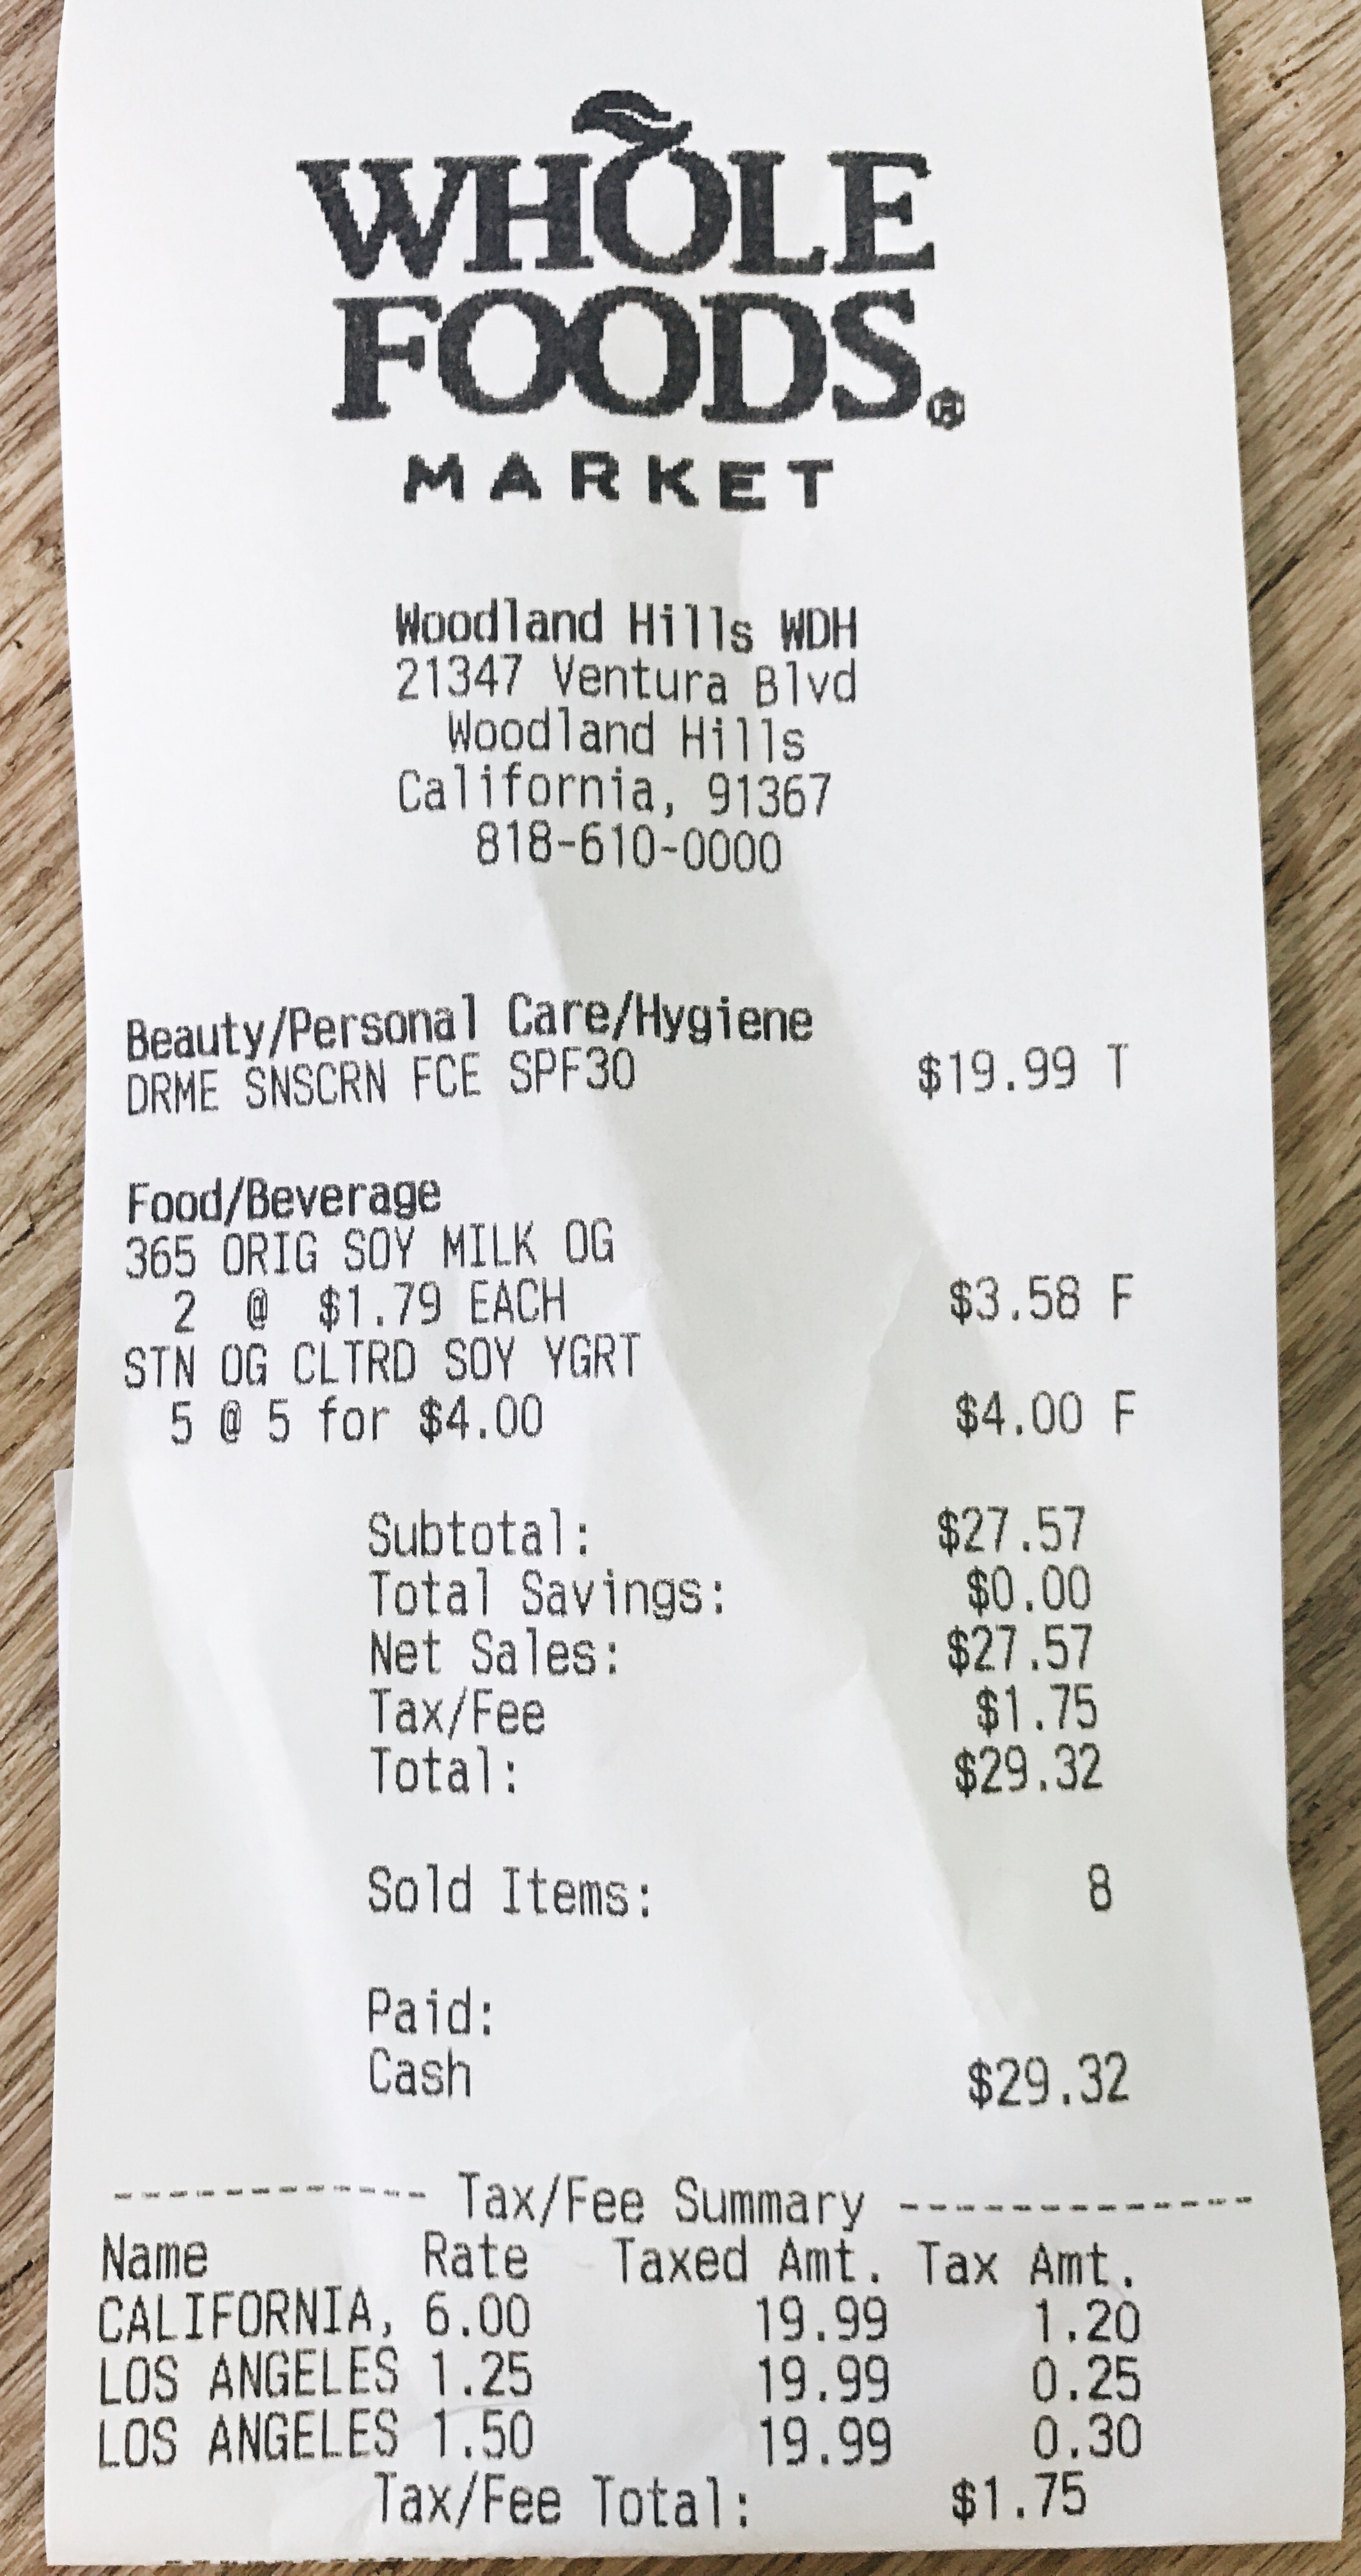 WHOLE
FOODS®
MARKET
Woodland Hills WDH
21347 Ventura Blvd
Woodland Hills
California, 91367
818-610-0000
Beauty/Personal Care/Hygiene
DRME SNSCRN FCE SPF30 $19.99 T
Food/Beverage
365 ORIG SOY MILK OG
2 @ $1.79 EACH $3.58 F
STN OG CLTRD SOY YGRT
5 @ 5 for $4.00 $4.00 F
Subtotal: $27.57
Total Savings: $0.00
Net Sales: $27.57
Tax/Fee $1.75
Total: $29.32
Sold Items: 8
Paid:
Cash $29.32
------------ Tax/Fee Summary -------------
Name Rate Taxed Amt. Tax Amt.
CALIFORNIA, 6.00 19.99 1.20
LOS ANGELES 1.25 19.99 0.25
LOS ANGELES 1.50 19.99 0.30
Tax/Fee Total: $1.75